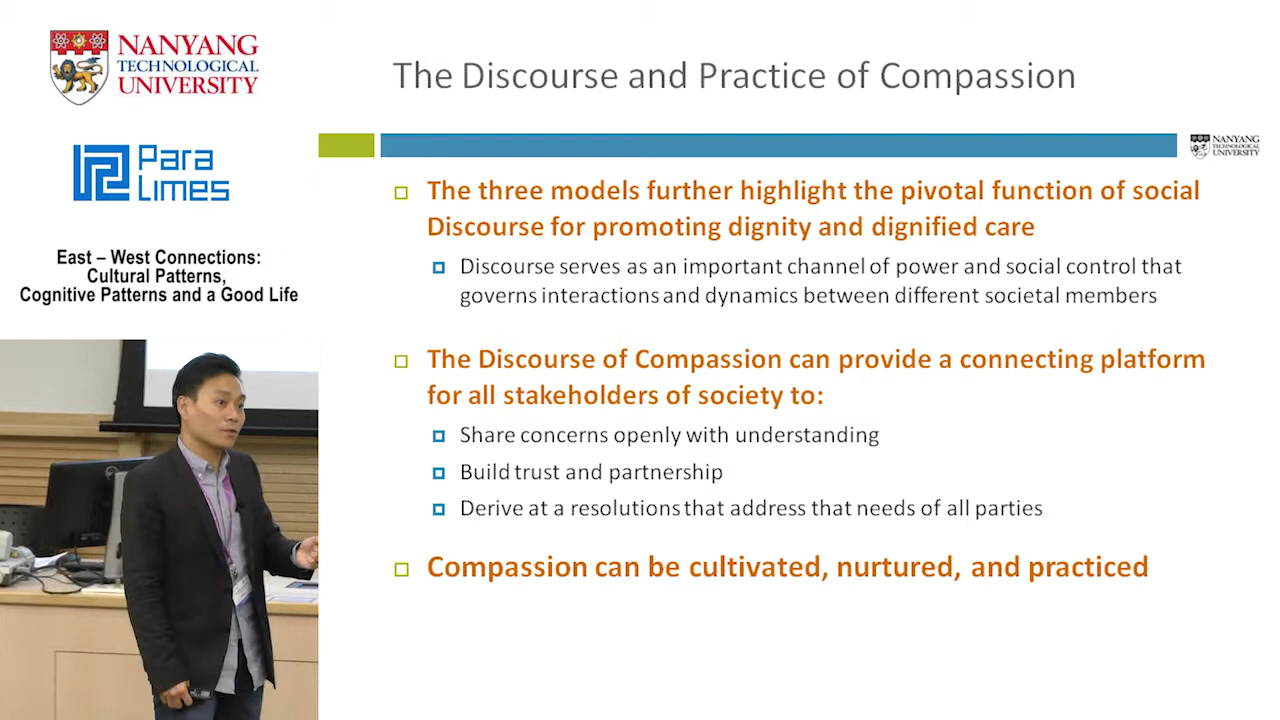 NANYANG
TECHNOLOGICAL
UNIVERSITY
Para
Limes
East – West Connections:
Cultural Patterns,
Cognitive Patterns and a Good Life
The Discourse and Practice of Compassion
NANYANG
TECHNOLOGICAL
UNIVERSITY
The three models further highlight the pivotal function of social
Discourse for promoting dignity and dignified care
Discourse serves as an important channel of power and social control that
governs interactions and dynamics between different societal members
The Discourse of Compassion can provide a connecting platform
for all stakeholders of society to:
Share concerns openly with understanding
Build trust and partnership
Derive at a resolutions that address that needs of all parties
Compassion can be cultivated, nurtured, and practiced